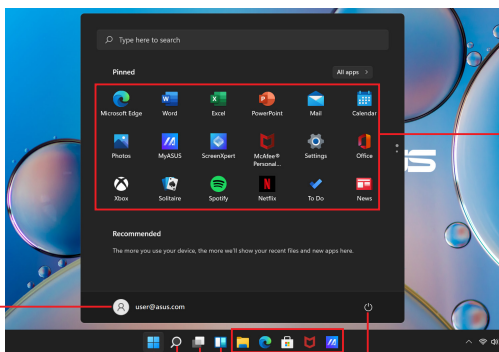 Type here to search
Pinned
All apps >
Microsoft Edge Word Excel PowerPoint Mail Calendar
Photos MyASUS ScreenXpert McAfee® Settings Office
Personal...
Xbox Solitaire Spotify Netflix To Do News
Recommended
The more you use your device, the more we'll show your recent files and new apps here.
user@asus.com